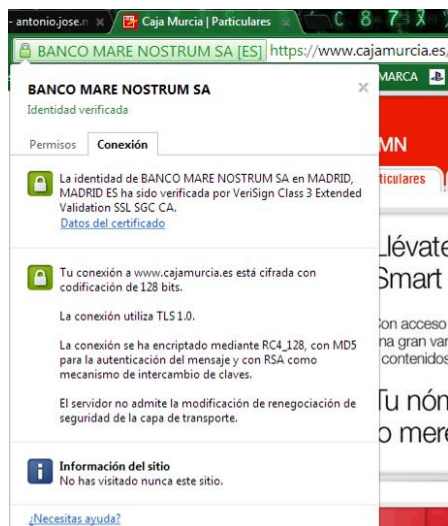 antonio.jose.r
Caja Murcia | Particulares
C 8 7
BANCO MARE NOSTRUM SA [ES] https://www.cajamurcia.es
BANCO MARE NOSTRUM SA
Identidad verificada
Permisos Conexión
La identidad de BANCO MARE NOSTRUM SA en MADRID,
MADRID ES ha sido verificada por VeriSign Class 3 Extended
Validation SSL SGC CA.
Datos del certificado
Tu conexión a www.cajamurcia.es está cifrada con
codificación de 128 bits.
La conexión utiliza TLS 1.0.
La conexión se ha encriptado mediante RC4_128, con MD5
para la autenticación del mensaje y con RSA como
mecanismo de intercambio de claves.
El servidor no admite la modificación de renegociación de
seguridad de la capa de transporte.
Información del sitio
No has visitado nunca este sitio.
¿Necesitas ayuda?
MARCA
MN
ticulares
Llévate
Smart
Con acceso
na gran var
contenidos
Tu nóm
o mere